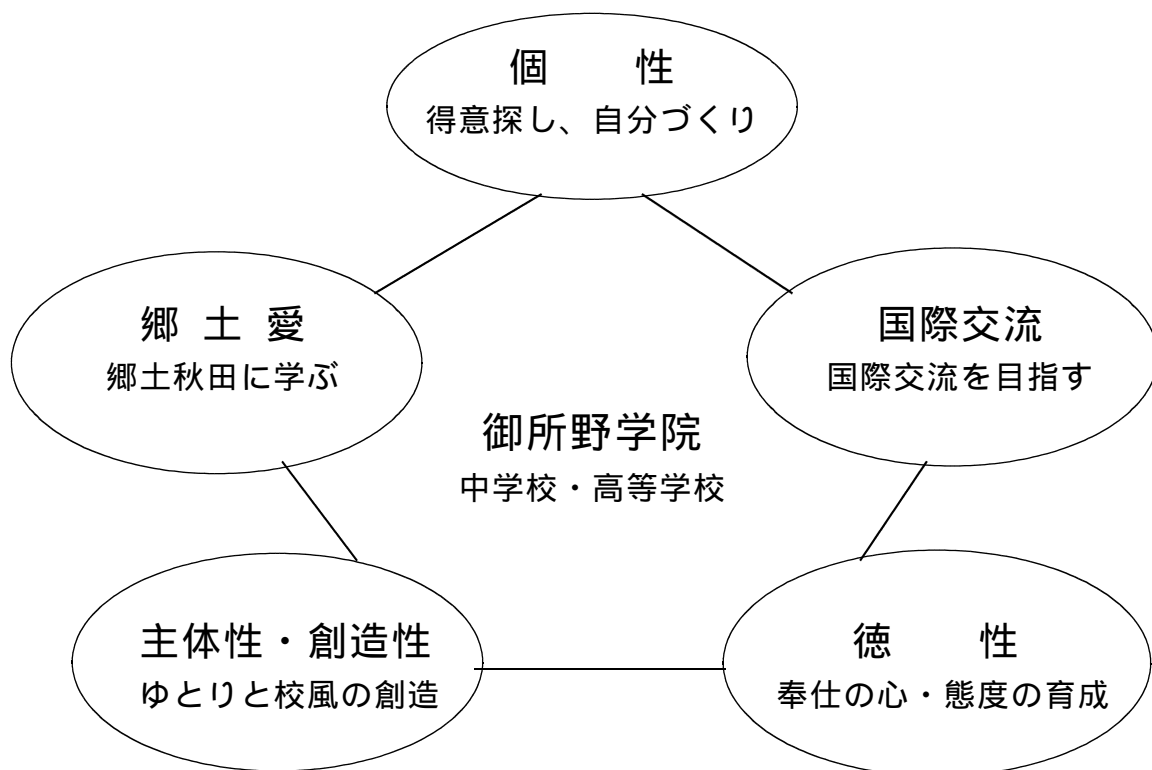 個　　性
得意探し、自分づくり
郷 土 愛
郷土秋田に学ぶ
国際交流
国際交流を目指す
御所野学院
中学校・高等学校
主体性・創造性
ゆとりと校風の創造
徳　　性
奉仕の心・態度の育成